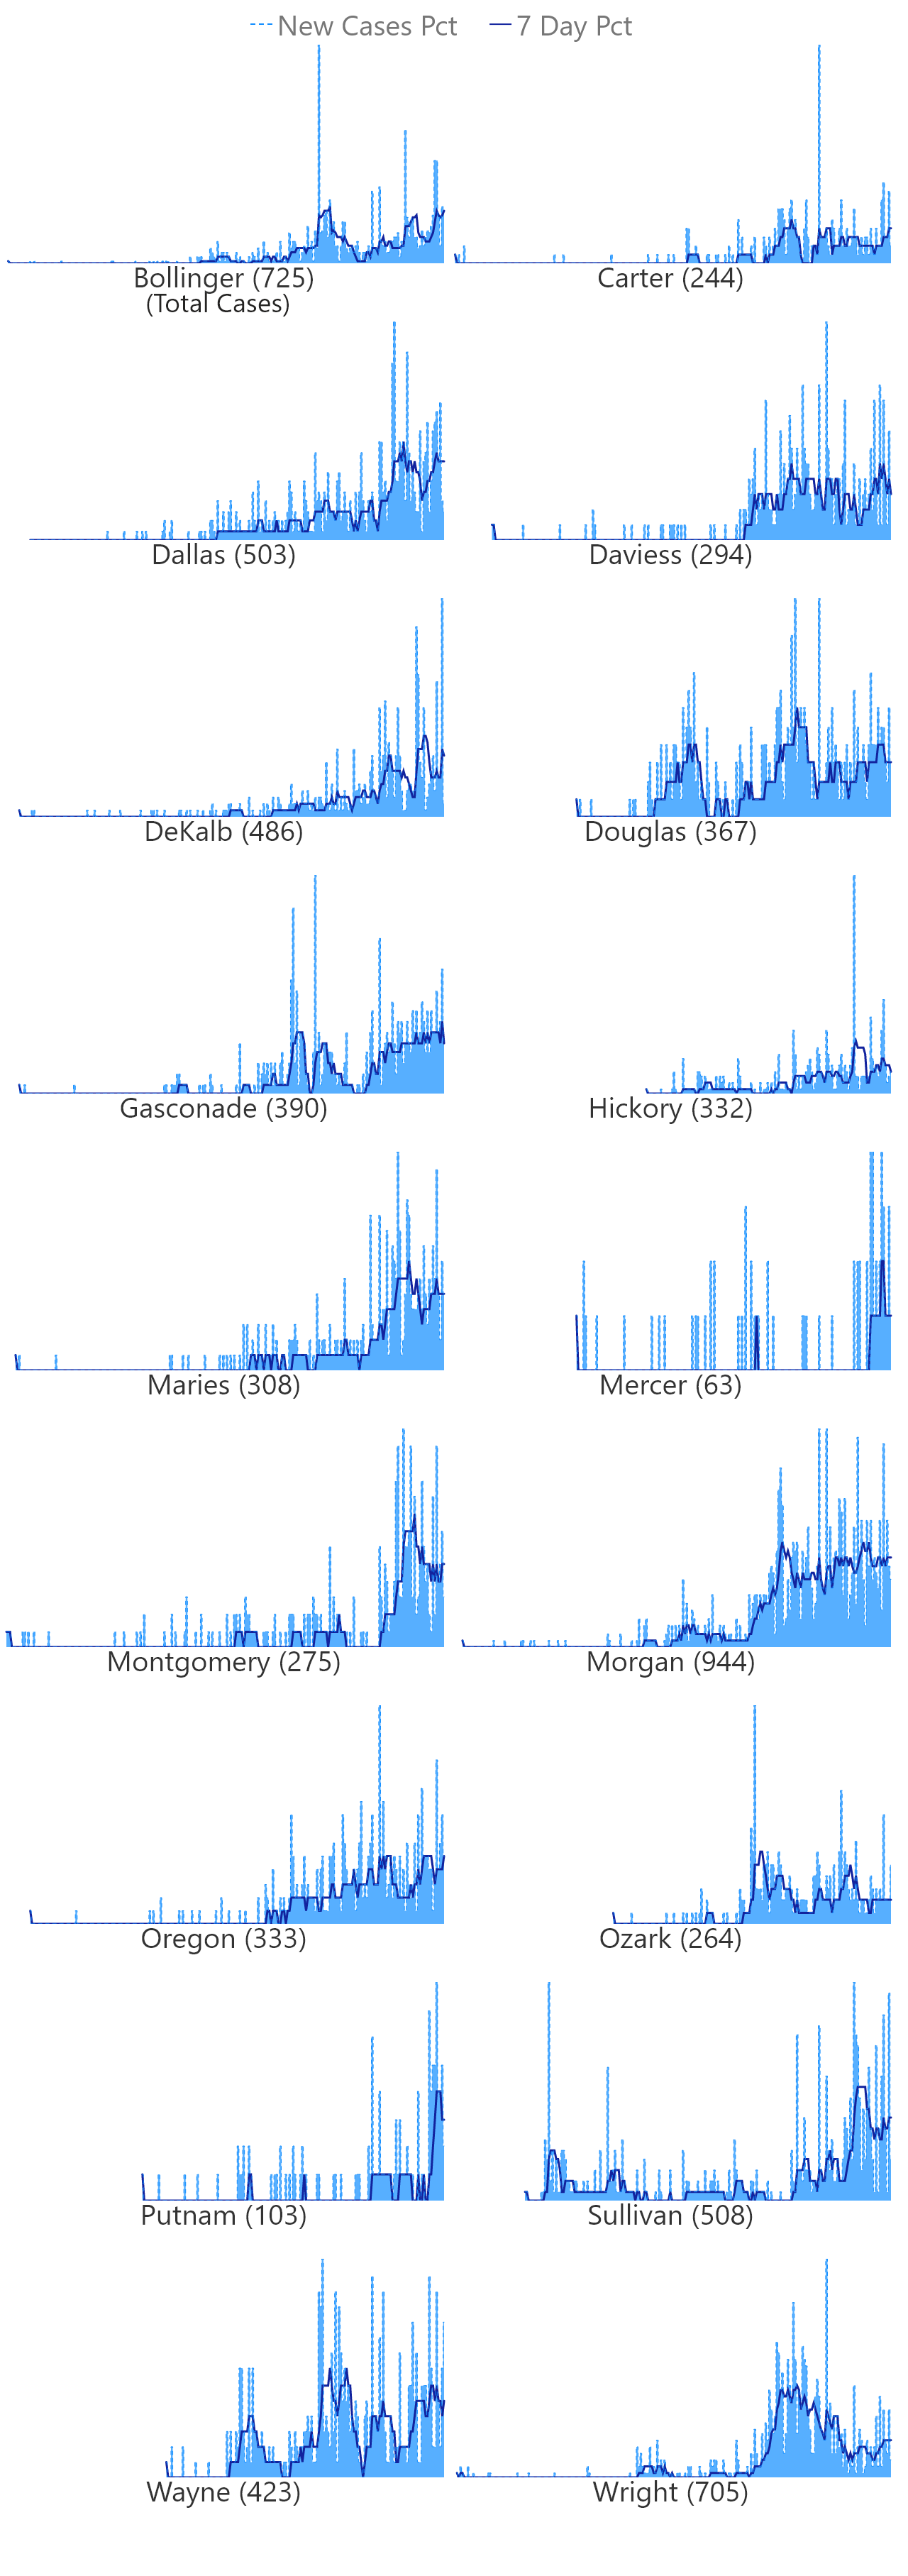 New Cases Pct 7 Day Pct
Bollinger (725) Carter (244)
(Total Cases)
Dallas (503) Daviess (294)
DeKalb (486) Douglas (367)
Gasconade (390) Hickory (332)
Maries (308) Mercer (63)
Montgomery (275) Morgan (944)
Oregon (333) Ozark (264)
Putnam (103) Sullivan (508)
Wayne (423) Wright (705)